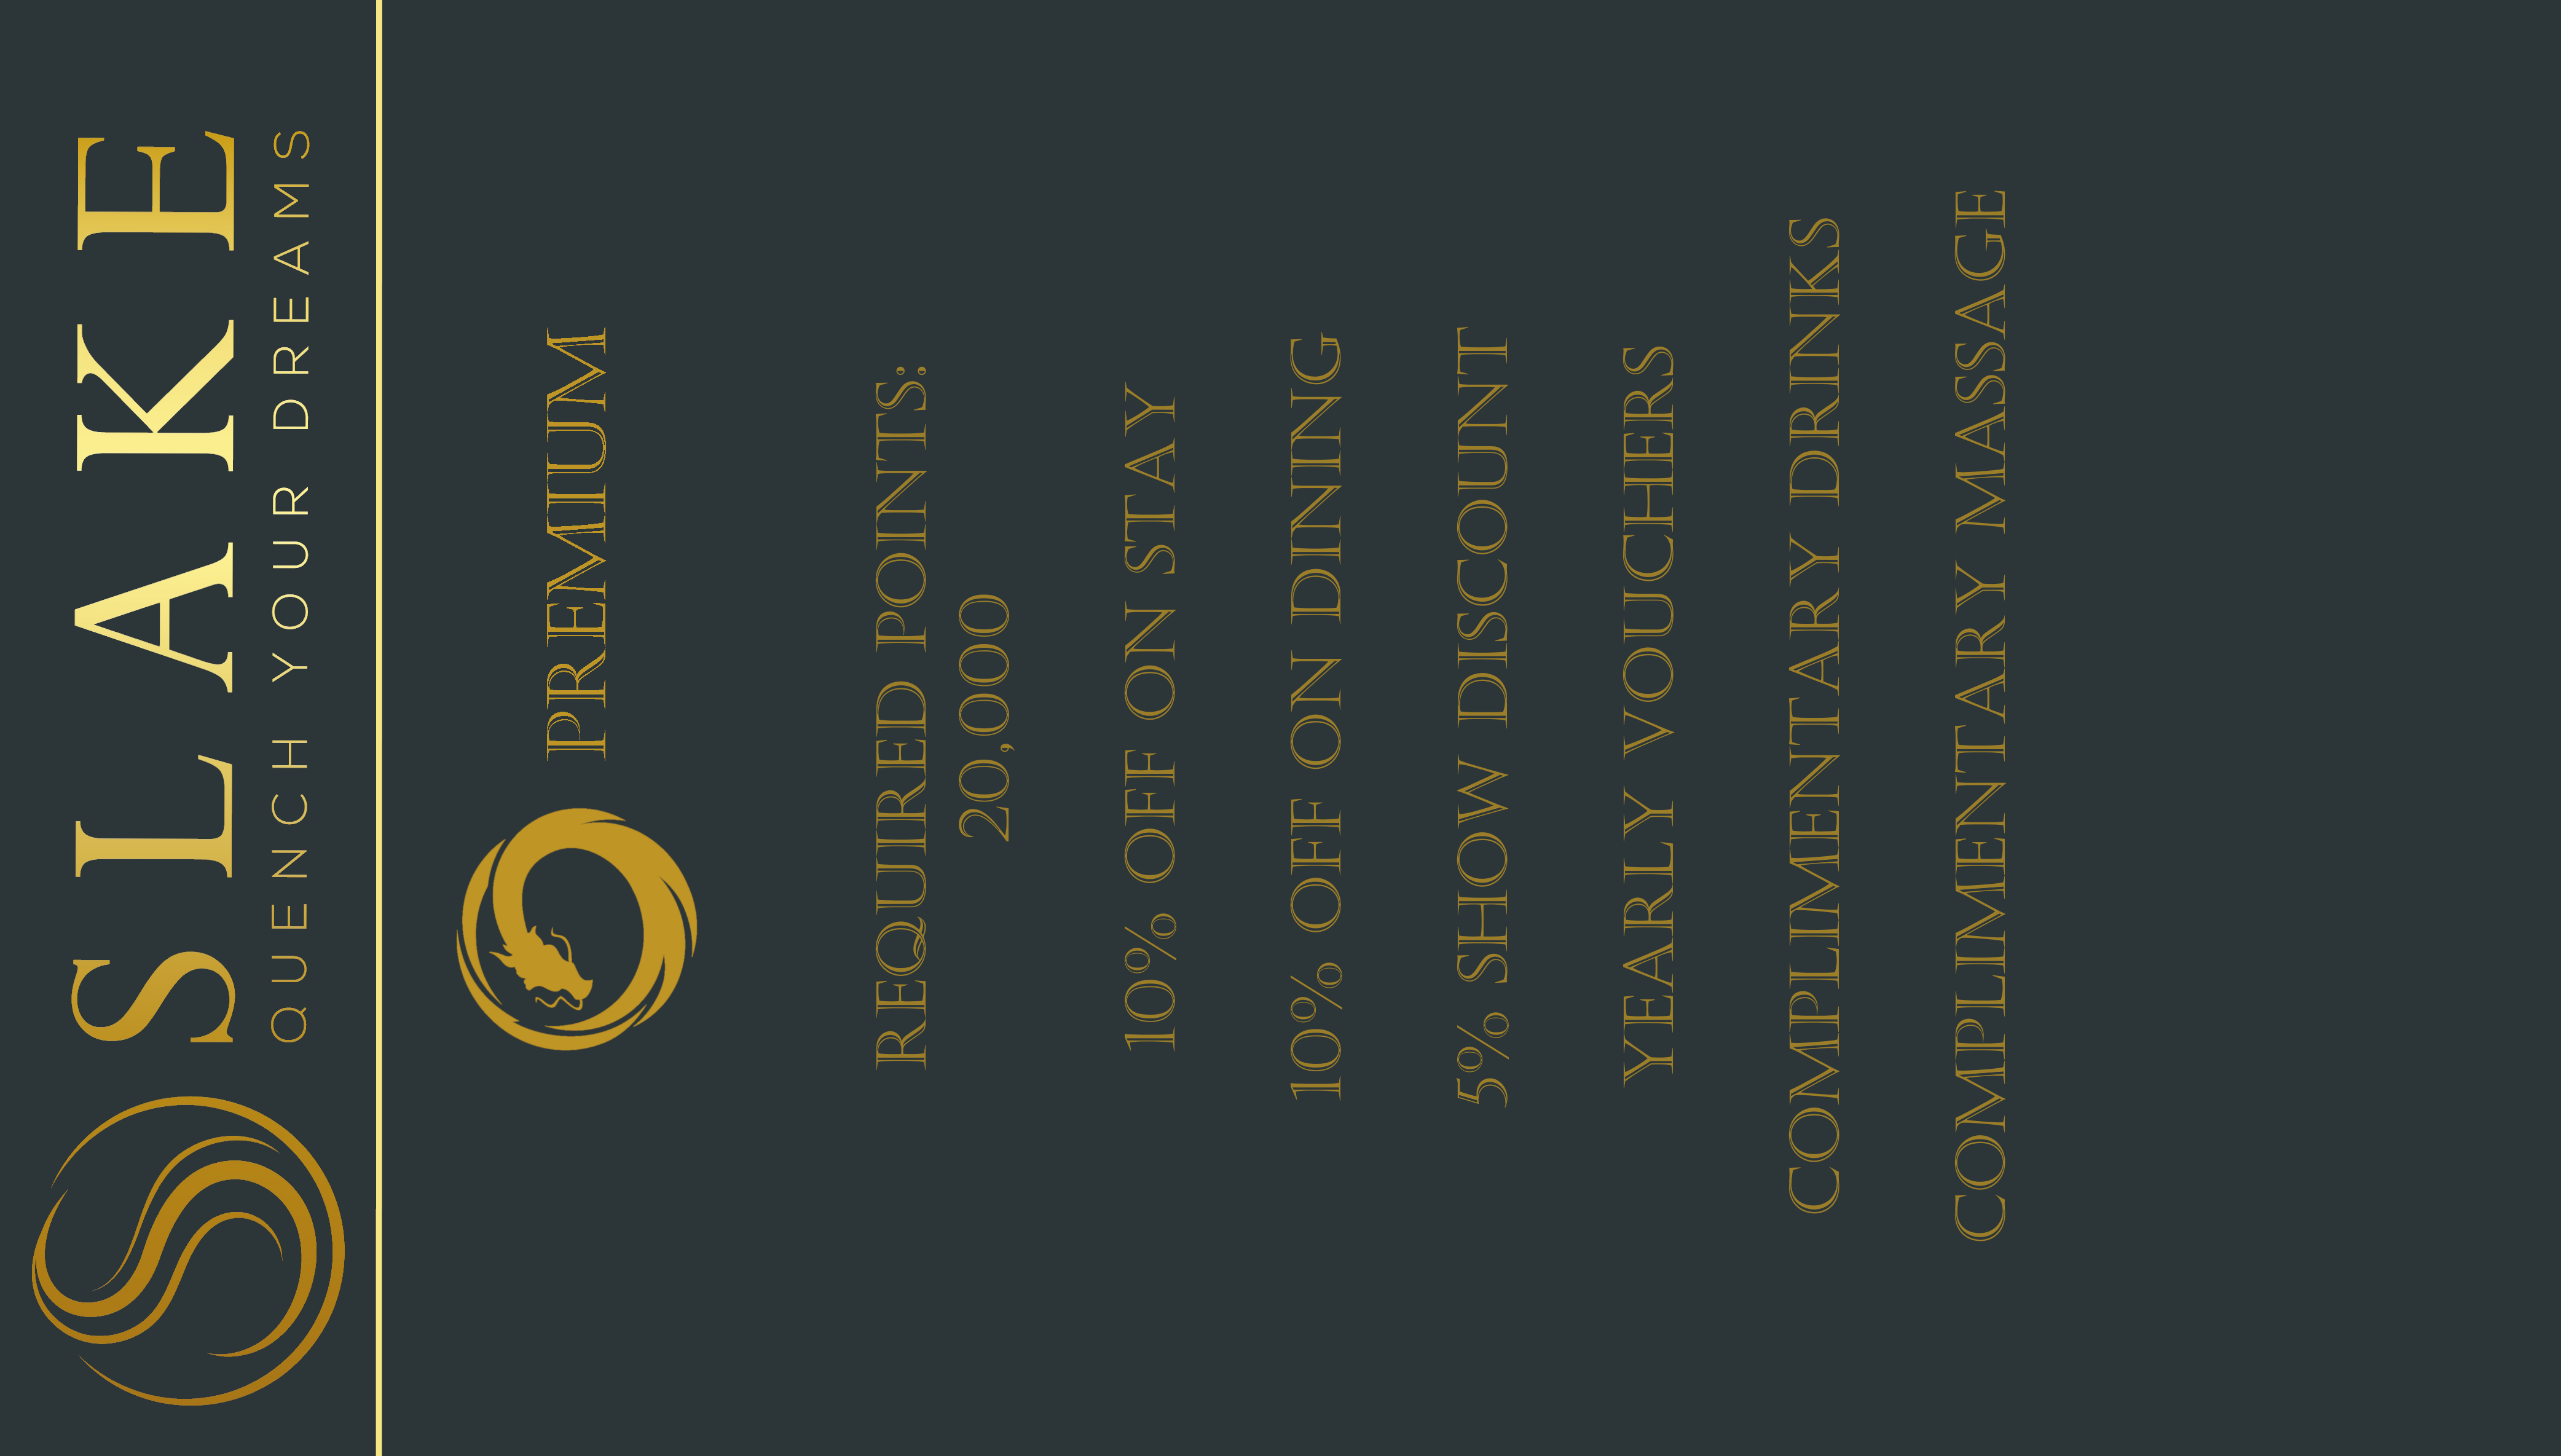 SLAKE
QUENCH YOUR DREAMS
PREMIUM
REQUIRED POINTS:
20,000
10% OFF ON STAY
10% OFF ON DINING
5% SHOW DISCOUNT
YEARLY VOUCHERS
COMPLIMENTARY DRINKS
COMPLIMENTARY MASSAGE